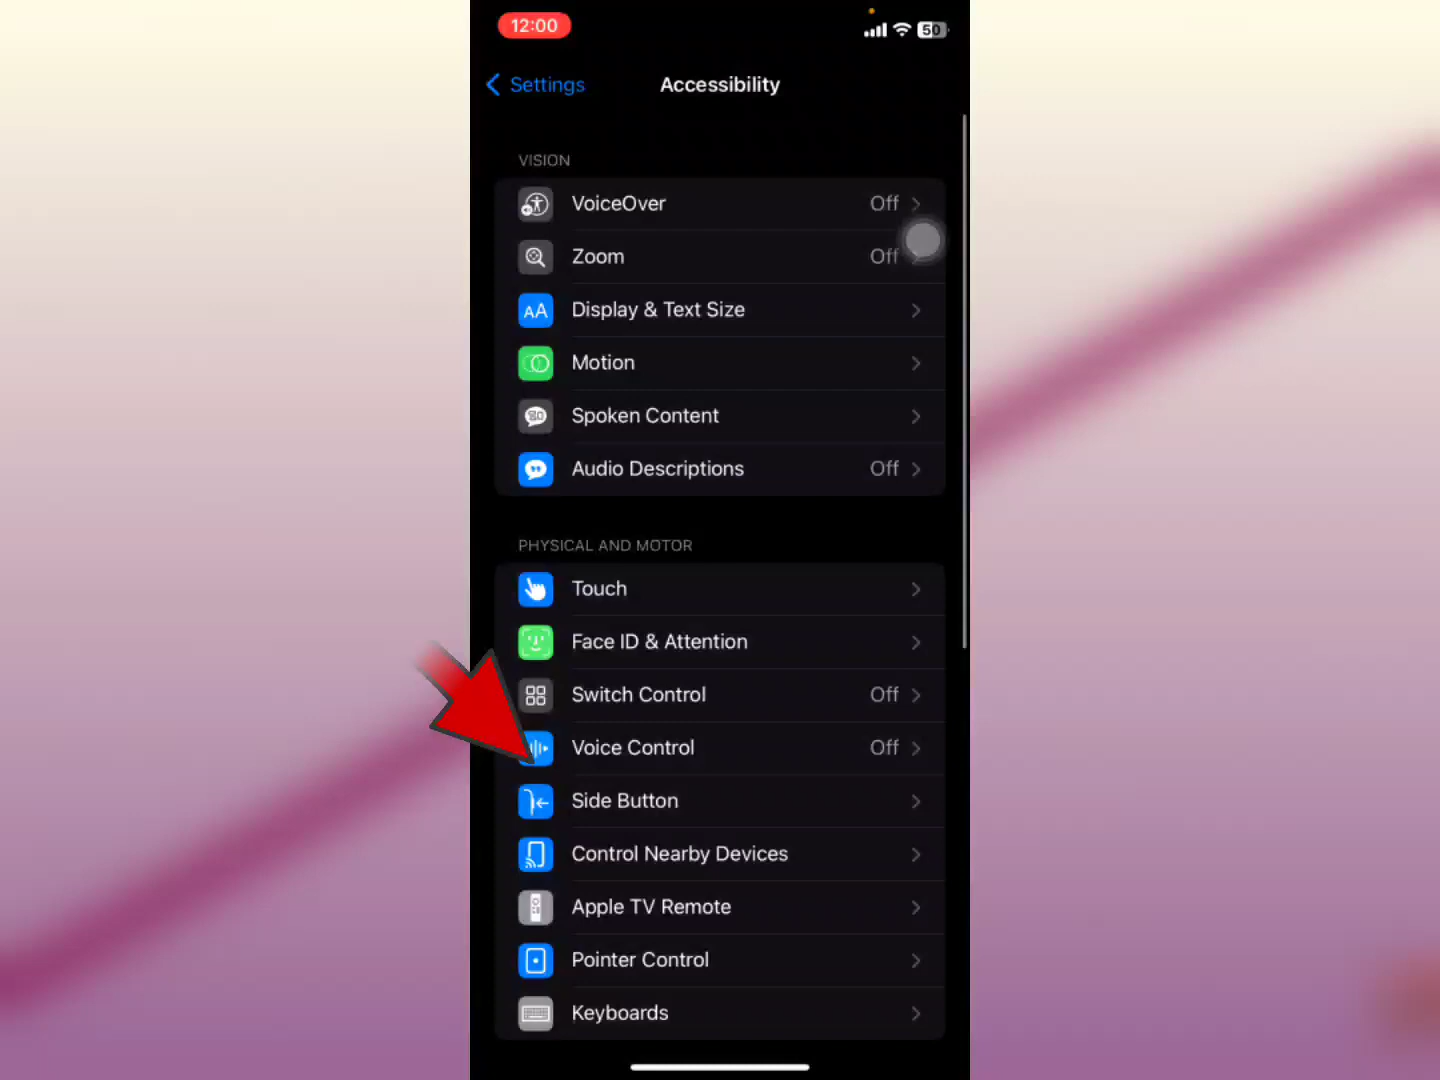 12:00
50
Settings
Accessibility
VISION
VoiceOver Off
Zoom Off
AA Display & Text Size
Motion
Spoken Content
Audio Descriptions Off
PHYSICAL AND MOTOR
Touch
Face ID & Attention
Switch Control Off
Voice Control Off
Side Button
Control Nearby Devices
Apple TV Remote
Pointer Control
Keyboards